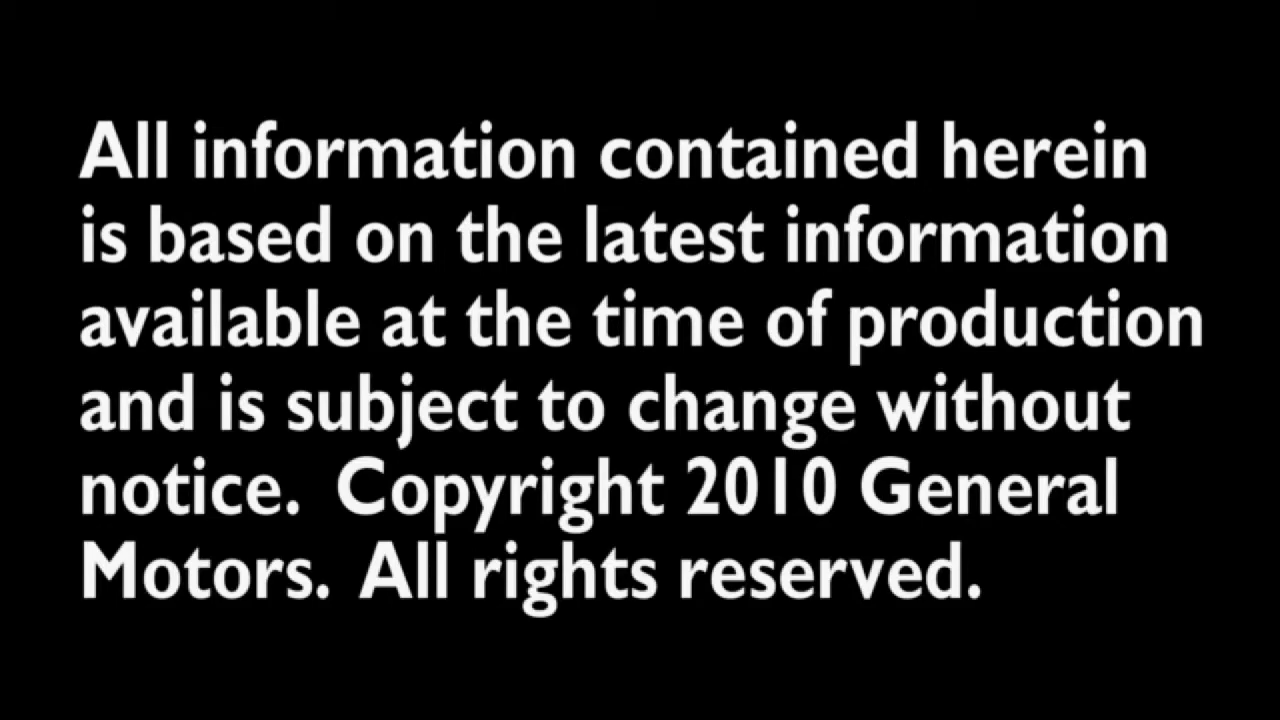 All information contained herein
is based on the latest information
available at the time of production
and is subject to change without
notice.  Copyright 2010 General
Motors.  All rights reserved.